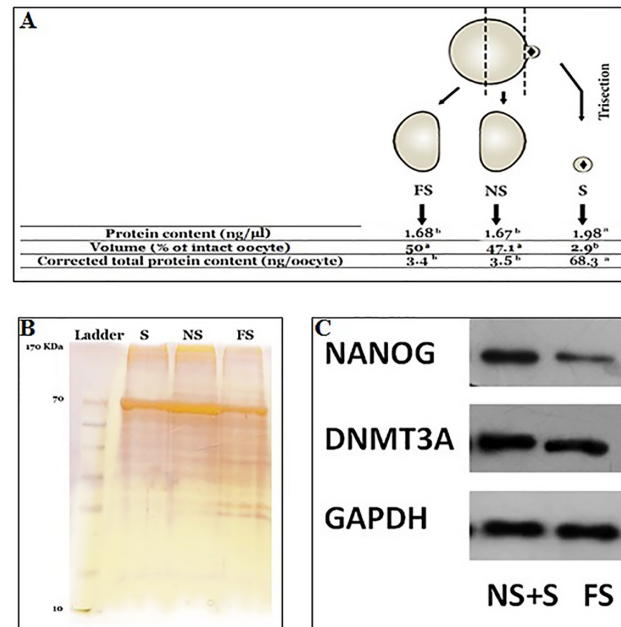 A
Trisection
FS NS S
Protein content (ng/µl) 1.68 b 1.67 b 1.98 a
Volume (% of intact oocyte) 50 a 47.1 a 2.9 b
Corrected total protein content (ng/oocyte) 3.4 b 3.5 b 68.3 a
B
Ladder S NS FS
170 KDa
70
10
C
NANOG
DNMT3A
GAPDH
NS+S FS